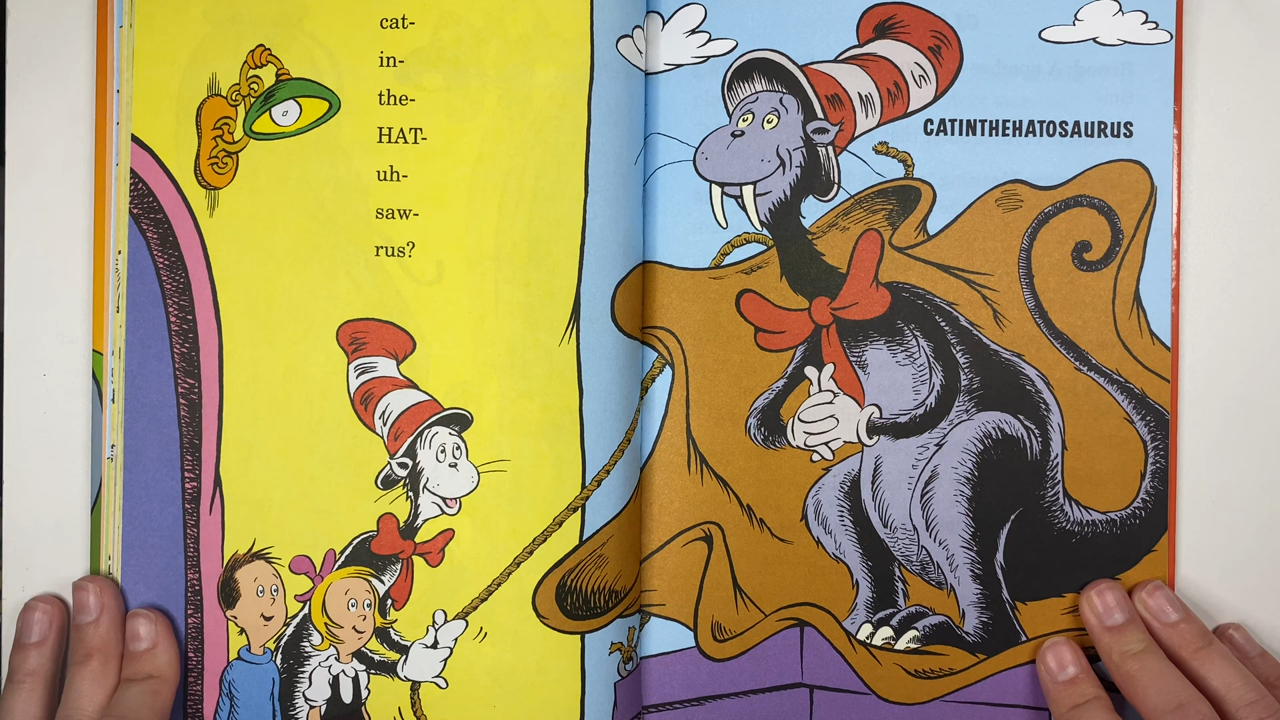 cat-
in-
the-
HAT-
uh-
saw-
rus?
CATINTHEHATOSAURUS